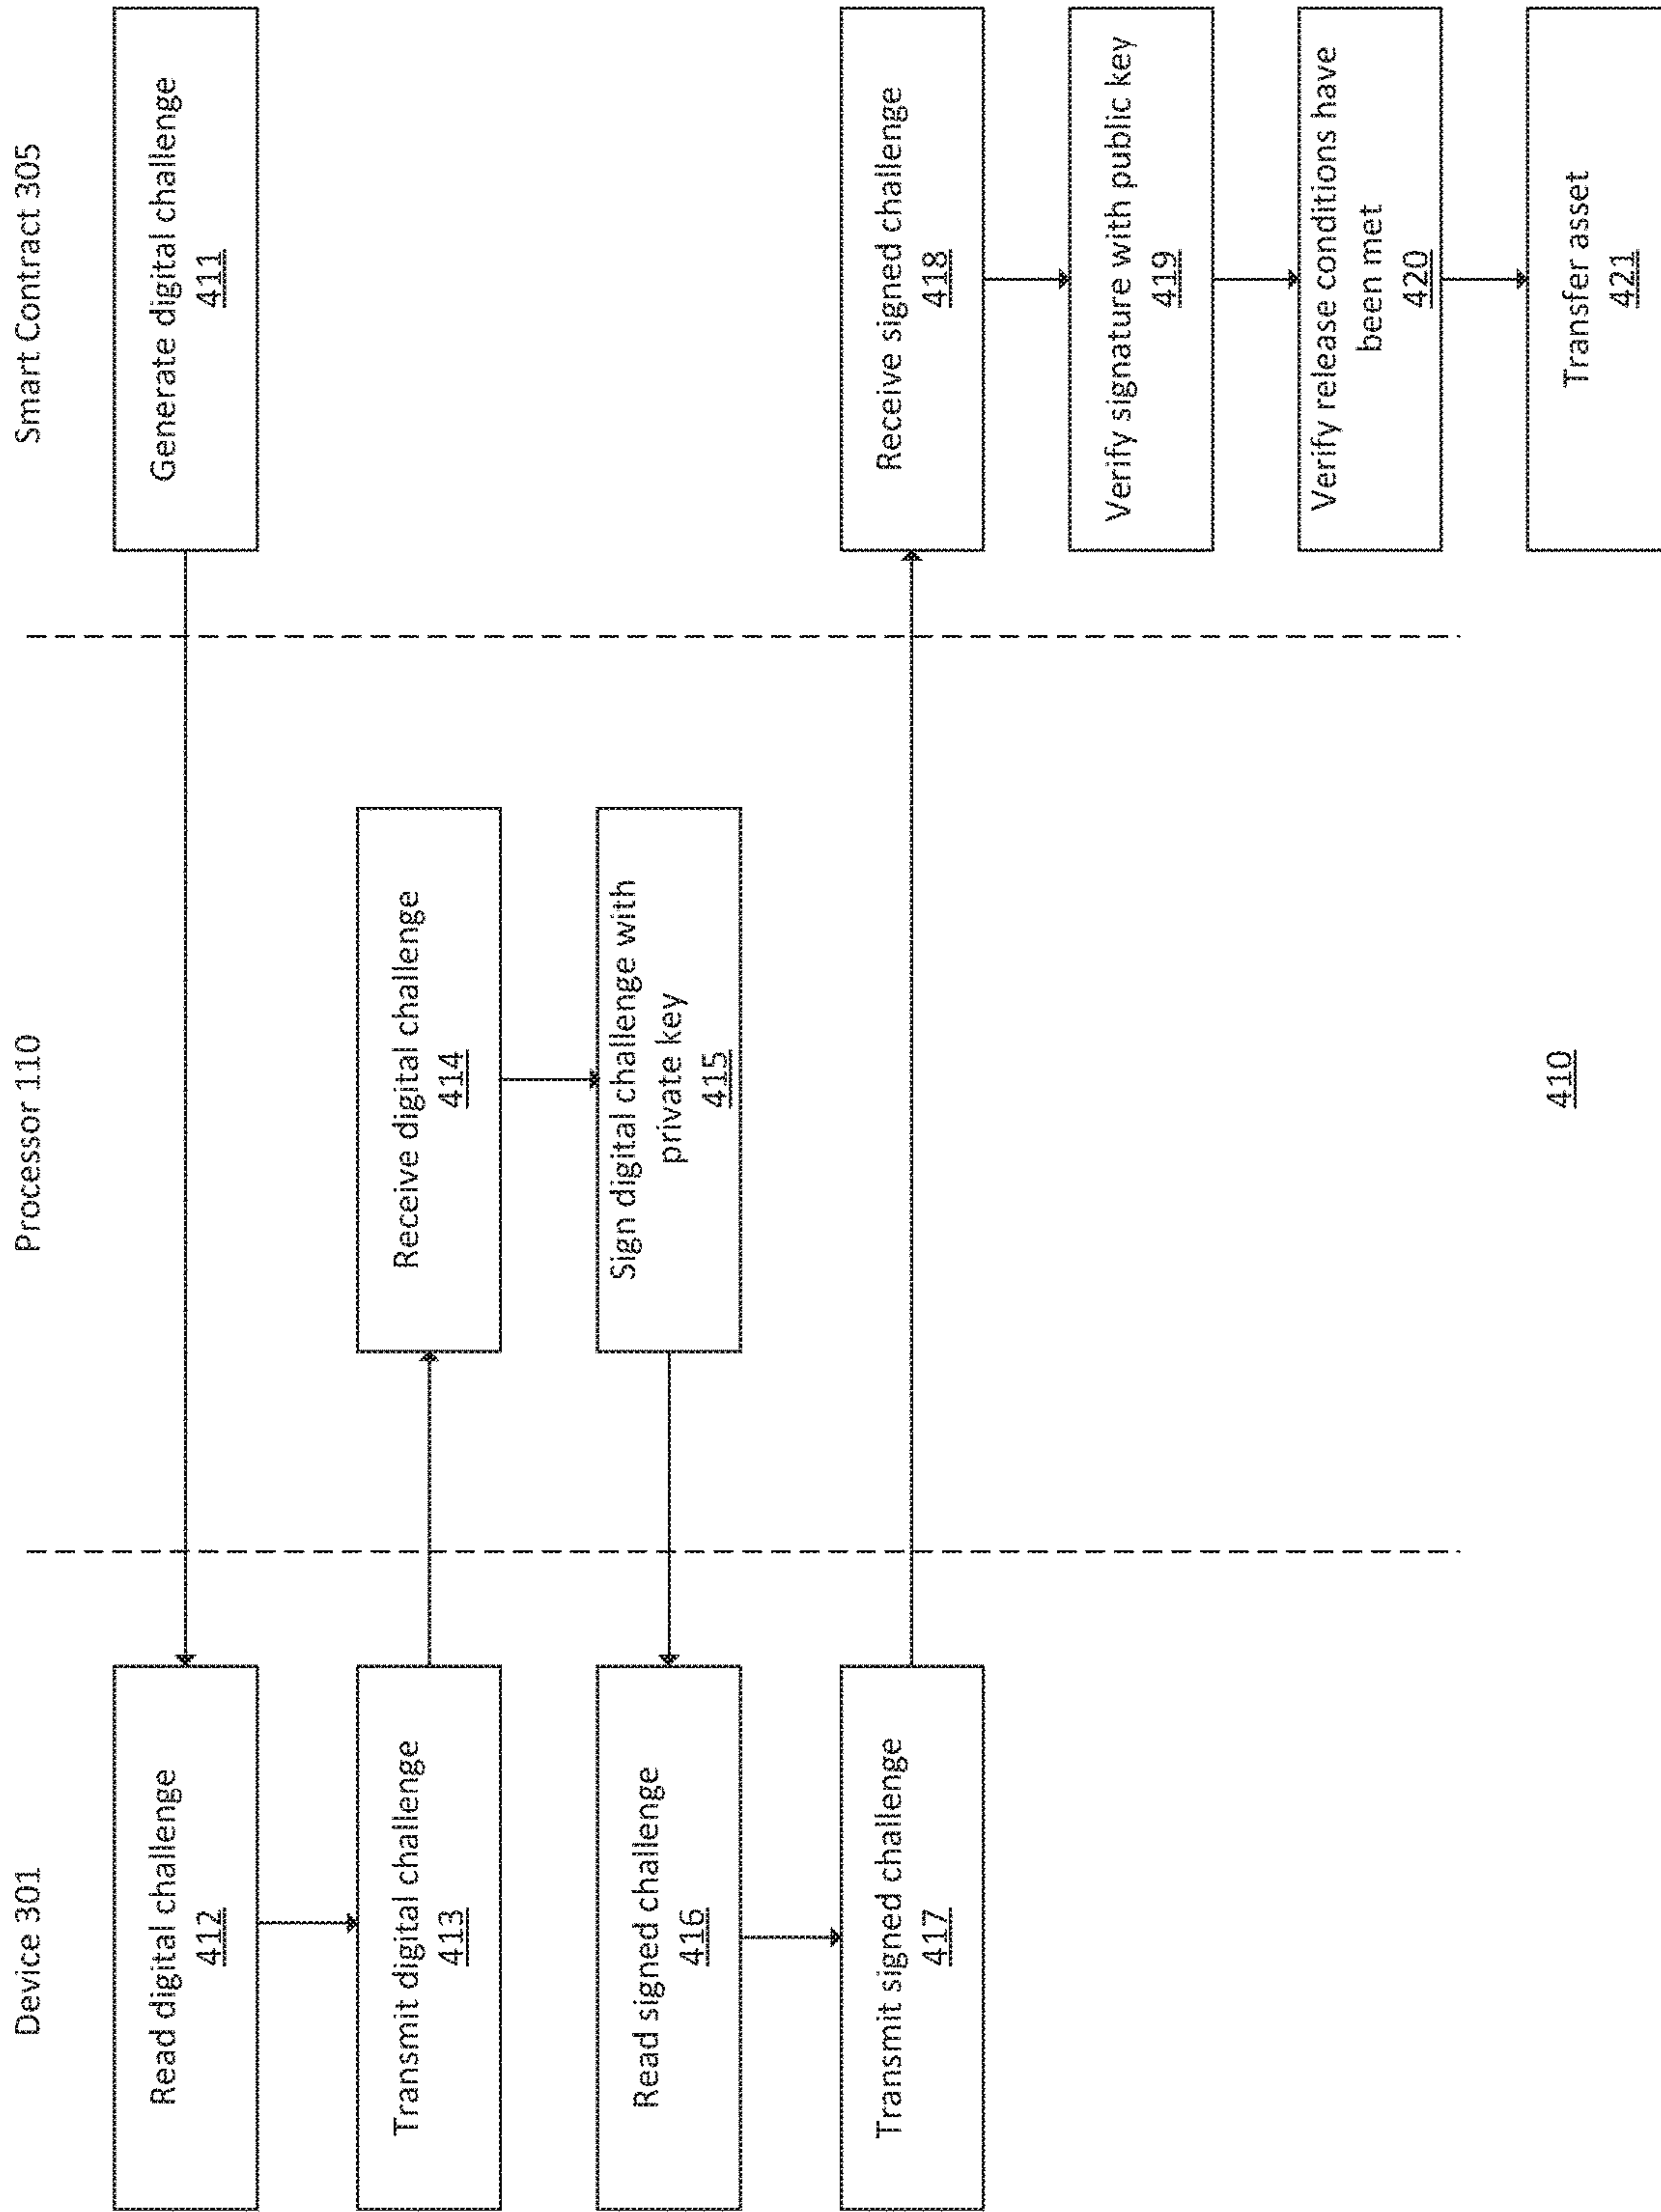 Device 301
Processor 110
Smart Contract 305
Generate digital challenge
411
Read digital challenge
412
Transmit digital challenge
413
Receive digital challenge
414
Sign digital challenge with
private key
415
Read signed challenge
416
Transmit signed challenge
417
Receive signed challenge
418
Verify signature with public key
419
Verify release conditions have
been met
420
Transfer asset
421
410